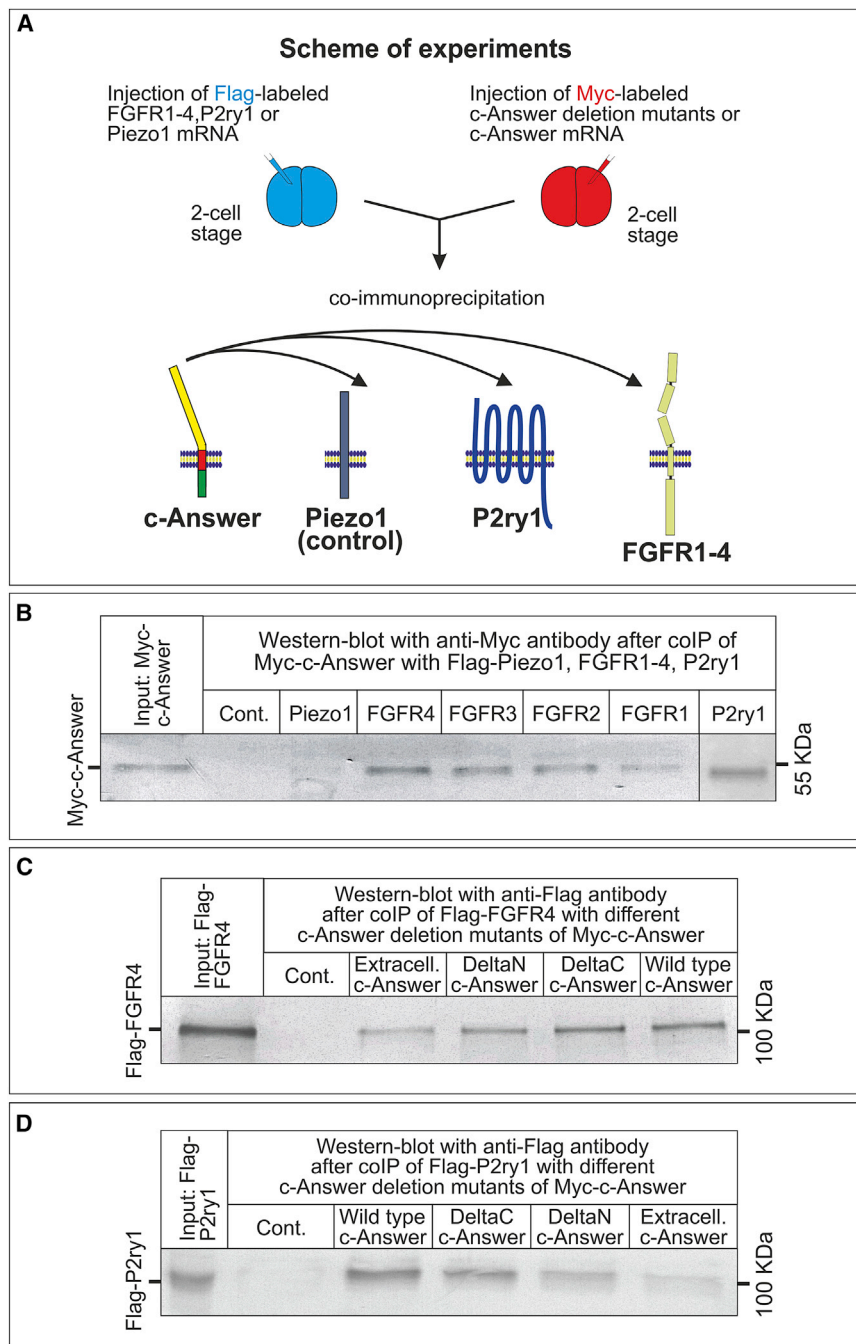 A
Scheme of experiments
Injection of Flag-labeled
FGFR1-4,P2ry1 or
Piezo1 mRNA
Injection of Myc-labeled
c-Answer deletion mutants or
c-Answer mRNA
2-cell
stage
2-cell
stage
co-immunoprecipitation
c-Answer
Piezo1
(control)
P2ry1
FGFR1-4
B
Input: Myc-
c-Answer
Western-blot with anti-Myc antibody after coIP of
Myc-c-Answer with Flag-Piezo1, FGFR1-4, P2ry1
Cont.
Piezo1
FGFR4
FGFR3
FGFR2
FGFR1
P2ry1
Myc-c-Answer
55 KDa
C
Input: Flag-
FGFR4
Western-blot with anti-Flag antibody
after coIP of Flag-FGFR4 with different
c-Answer deletion mutants of Myc-c-Answer
Cont.
Extracell.
c-Answer
DeltaN
c-Answer
DeltaC
c-Answer
Wild type
c-Answer
Flag-FGFR4
100 KDa
D
Input: Flag-
P2ry1
Western-blot with anti-Flag antibody
after coIP of Flag-P2ry1 with different
c-Answer deletion mutants of Myc-c-Answer
Cont.
Wild type
c-Answer
DeltaC
c-Answer
DeltaN
c-Answer
Extracell.
c-Answer
Flag-P2ry1
100 KDa